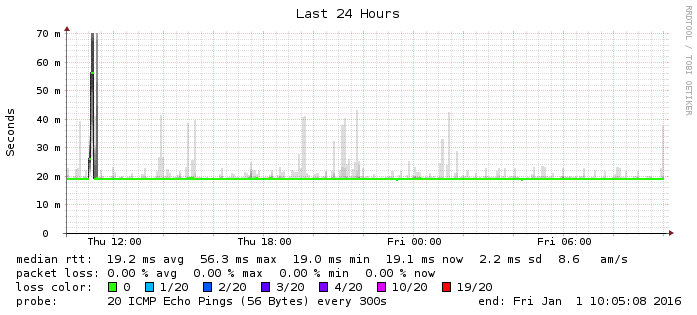 Last 24 Hours
RRDTOOL / TOBI OETIKER
Seconds
70 m
60 m
50 m
40 m
30 m
20 m
10 m
0
Thu 12:00 Thu 18:00 Fri 00:00 Fri 06:00
median rtt: 19.2 ms avg 56.3 ms max 19.0 ms min 19.1 ms now 2.2 ms sd 8.6 am/s
packet loss: 0.00 % avg 0.00 % max 0.00 % min 0.00 % now
loss color: 0 1/20 2/20 3/20 4/20 10/20 19/20
probe: 20 ICMP Echo Pings (56 Bytes) every 300s end: Fri Jan 1 10:05:08 2016